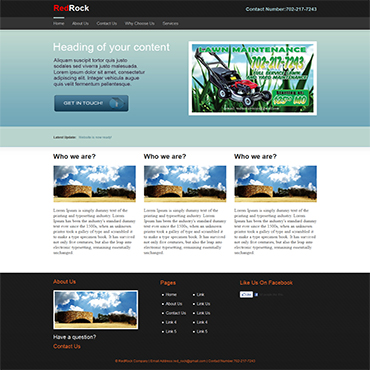 RedRock
Contact Number:702-217-7243
Home About Us Contact Us Why Choose Us Services
Heading of your content
Aliquam suscipit tortor quis justo
sodales sed viverra justo malesuada.
Lorem ipsum dolor sit amet, consectetur
adipiscing elit. Integer vehicula augue
quis velit fermentum pellentesque.
GET IN TOUCH!
LAWN MAINTENANCE
702-217-7243
FULL SERVICE LAWN
AND YARD MAINTENANCE
Latest Update:
Who we are?
Lorem Ipsum is simply dummy text of the
printing and typesetting industry. Lorem
Ipsum has been the industry's standard dummy
text ever since the 1500s, when an unknown
printer took a galley of type and scrambled it
to make a type specimen book. It has survived
not only five centuries, but also the leap into
electronic typesetting, remaining essentially
unchanged.
Who we are?
Lorem Ipsum is simply dummy text of the
printing and typesetting industry. Lorem
Ipsum has been the industry's standard dummy
text ever since the 1500s, when an unknown
printer took a galley of type and scrambled it
to make a type specimen book. It has survived
not only five centuries, but also the leap into
electronic typesetting, remaining essentially
unchanged.
Who we are?
Lorem Ipsum is simply dummy text of the
printing and typesetting industry. Lorem
Ipsum has been the industry's standard dummy
text ever since the 1500s, when an unknown
printer took a galley of type and scrambled it
to make a type specimen book. It has survived
not only five centuries, but also the leap into
electronic typesetting, remaining essentially
unchanged.
About Us
Have a question?
Contact Us
Pages
Home
About Us
Contact Us
Link 4
Link 5
Link
Link
Link
Link 4
Link 5
Like Us On Facebook
Like